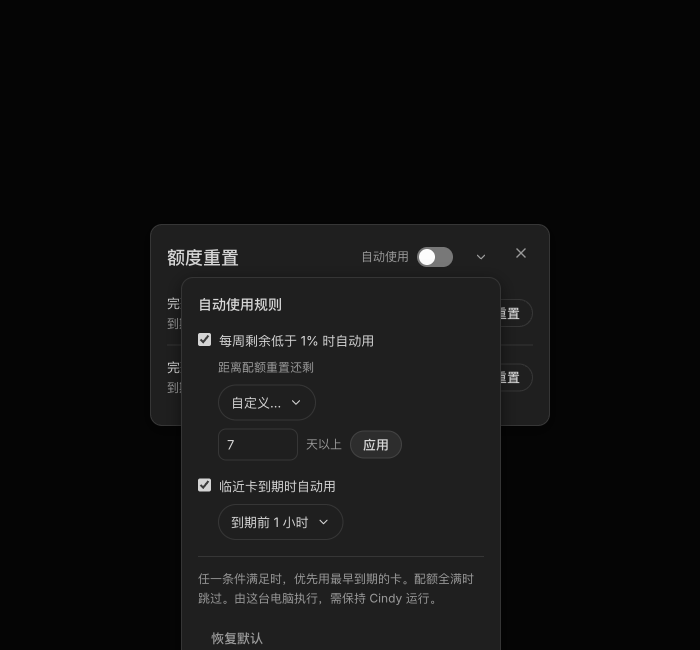 额度重置
自动使用
完
到
重置
完
到
重置
自动使用规则
每周剩余低于 1% 时自动用
距离配额重置还剩
自定义...
7 天以上 应用
临近卡到期时自动用
到期前 1 小时
任一条件满足时，优先用最早到期的卡。配额全满时
跳过。由这台电脑执行，需保持 Cindy 运行。
恢复默认